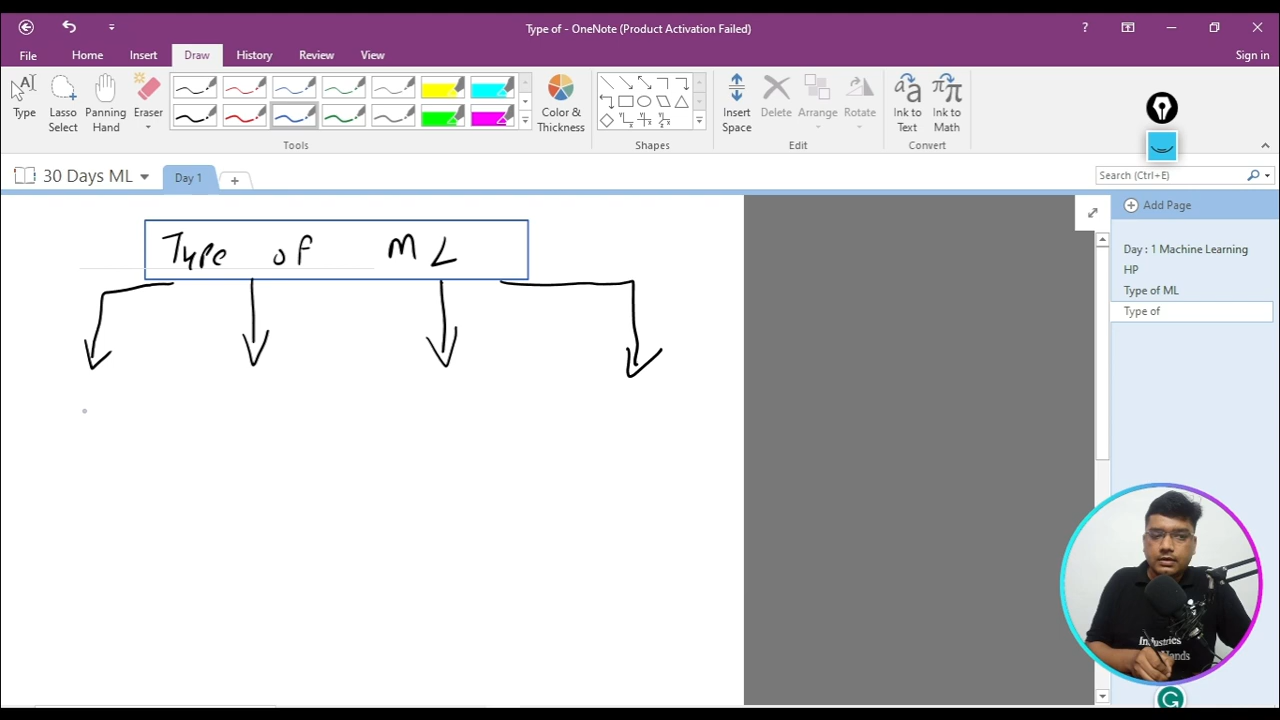 Type of - OneNote (Product Activation Failed)
?
File Home Insert Draw History Review View
Sign in
Type
Lasso Select
Panning Hand
Eraser
Color & Thickness
Insert Space
Delete
Arrange
Rotate
Ink to Text
Ink to Math
Tools
Shapes
Edit
Convert
30 Days ML
Day 1
Search (Ctrl+E)
Add Page
Day : 1 Machine Learning
HP
Type of ML
Type of
Type of ML
Industries
Hands
G